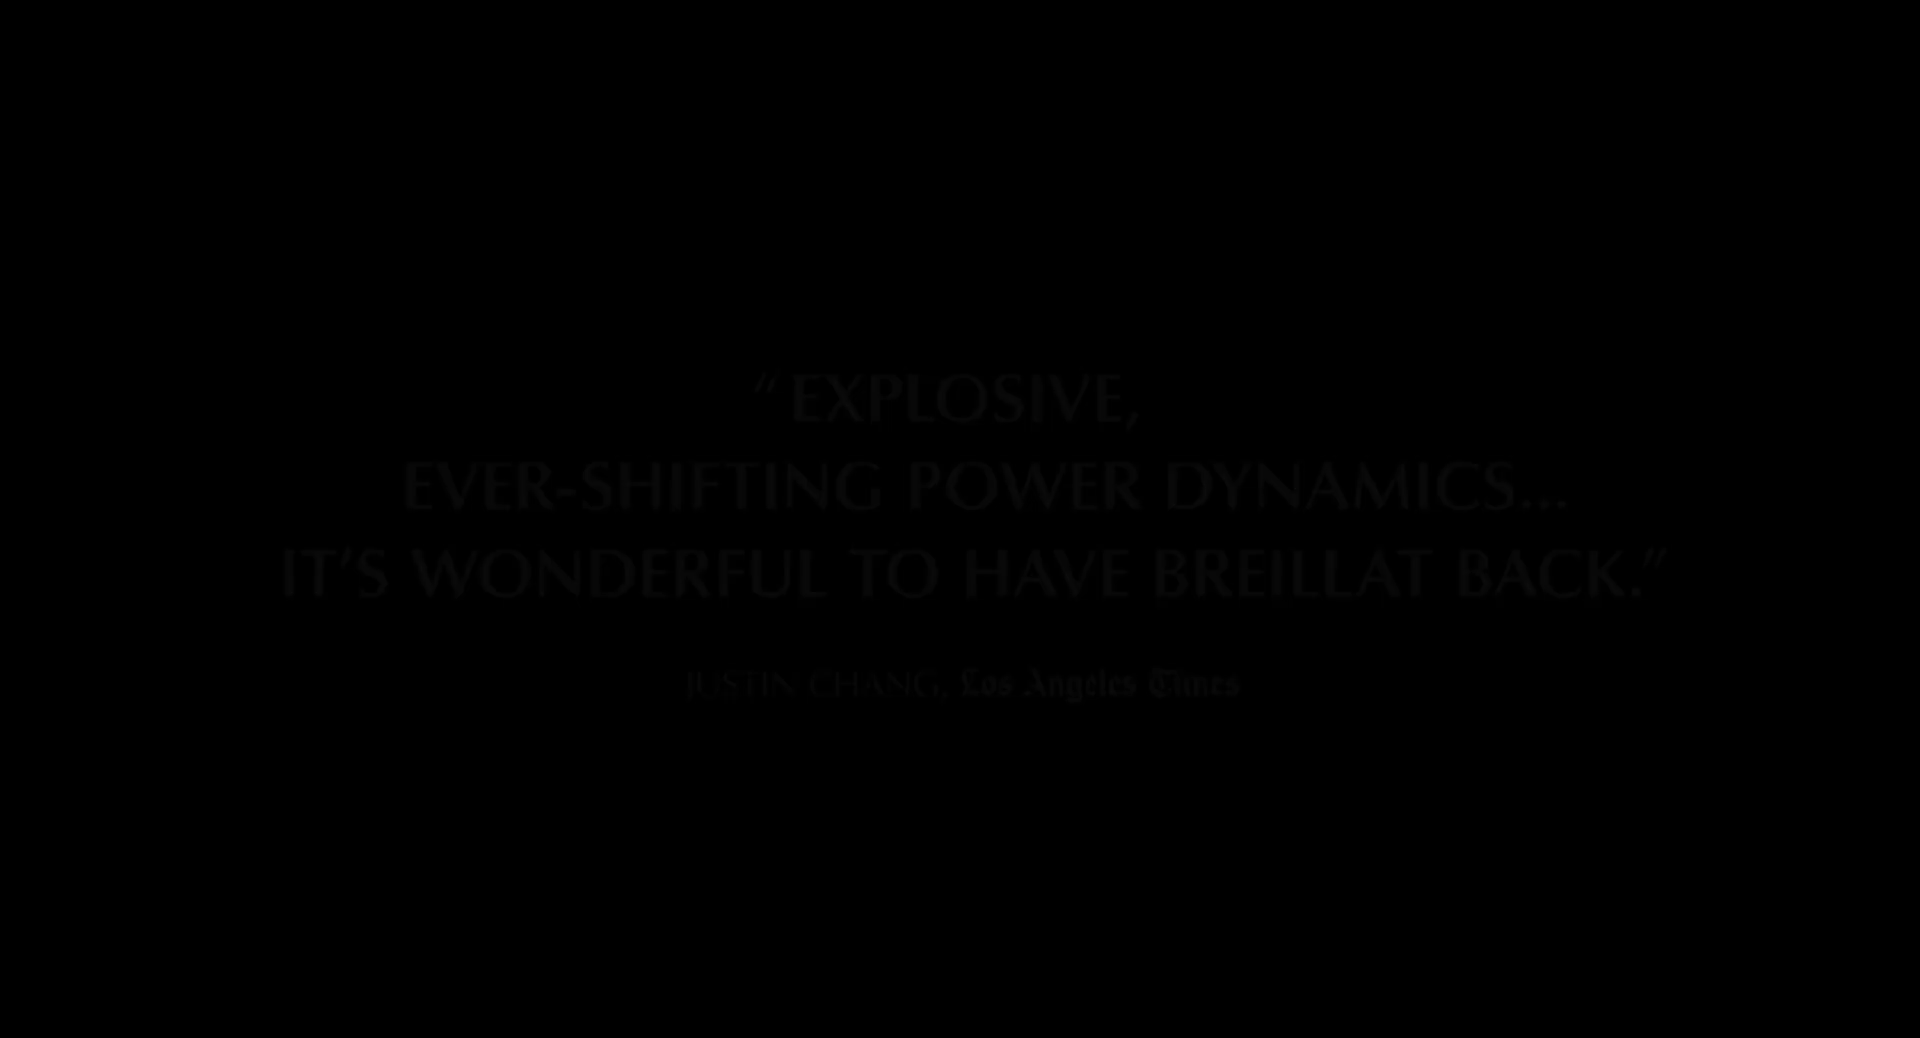 “EXPLOSIVE,
EVER-SHIFTING POWER DYNAMICS...
IT’S WONDERFUL TO HAVE BREILLAT BACK.”
JUSTIN CHANG, Los Angeles Times